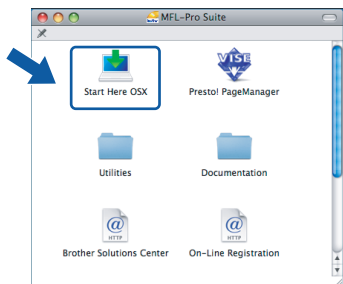 MFL-Pro Suite
Start Here OSX
Presto! PageManager
Utilities
Documentation
Brother Solutions Center
On-Line Registration
VISE
@
HTTP
@
HTTP